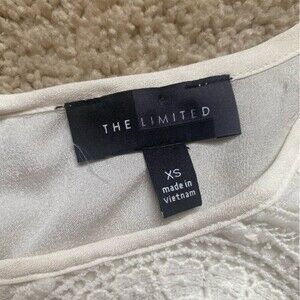 THE LIMITED
XS
made in
Vietnam